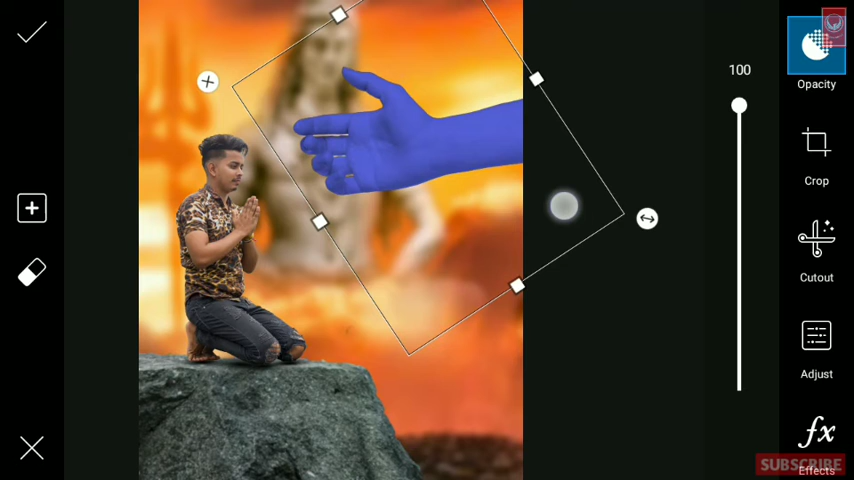 100
Opacity
Crop
Cutout
Adjust
fx
Effects
SUBSCRIBE